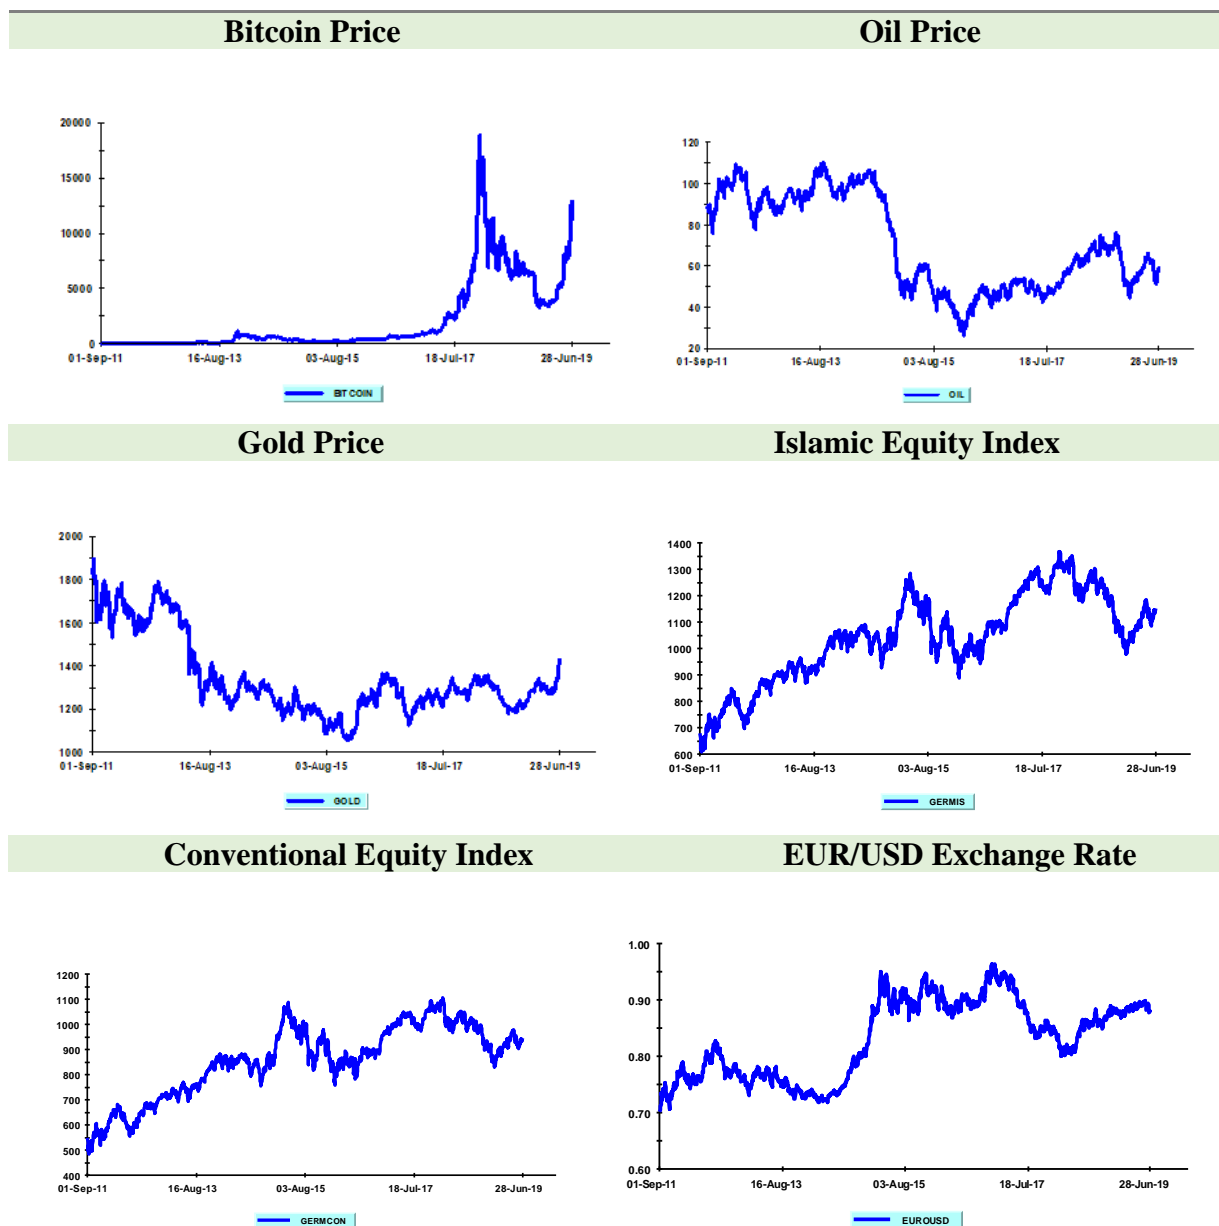 Bitcoin Price
Oil Price
20000
15000
10000
5000
0
01-Sep-11 16-Aug-13 03-Aug-15 18-Jul-17 28-Jun-19
BITCOIN
120
100
80
60
40
20
01-Sep-11 16-Aug-13 03-Aug-15 18-Jul-17 28-Jun-19
OIL
Gold Price
Islamic Equity Index
2000
1800
1600
1400
1200
1000
01-Sep-11 16-Aug-13 03-Aug-15 18-Jul-17 28-Jun-19
GOLD
1400
1300
1200
1100
1000
900
800
700
600
01-Sep-11 16-Aug-13 03-Aug-15 18-Jul-17 28-Jun-19
GERMIS
Conventional Equity Index
EUR/USD Exchange Rate
1200
1100
1000
900
800
700
600
500
400
01-Sep-11 16-Aug-13 03-Aug-15 18-Jul-17 28-Jun-19
GERMCON
1.00
0.90
0.80
0.70
0.60
01-Sep-11 16-Aug-13 03-Aug-15 18-Jul-17 28-Jun-19
EUROUSD